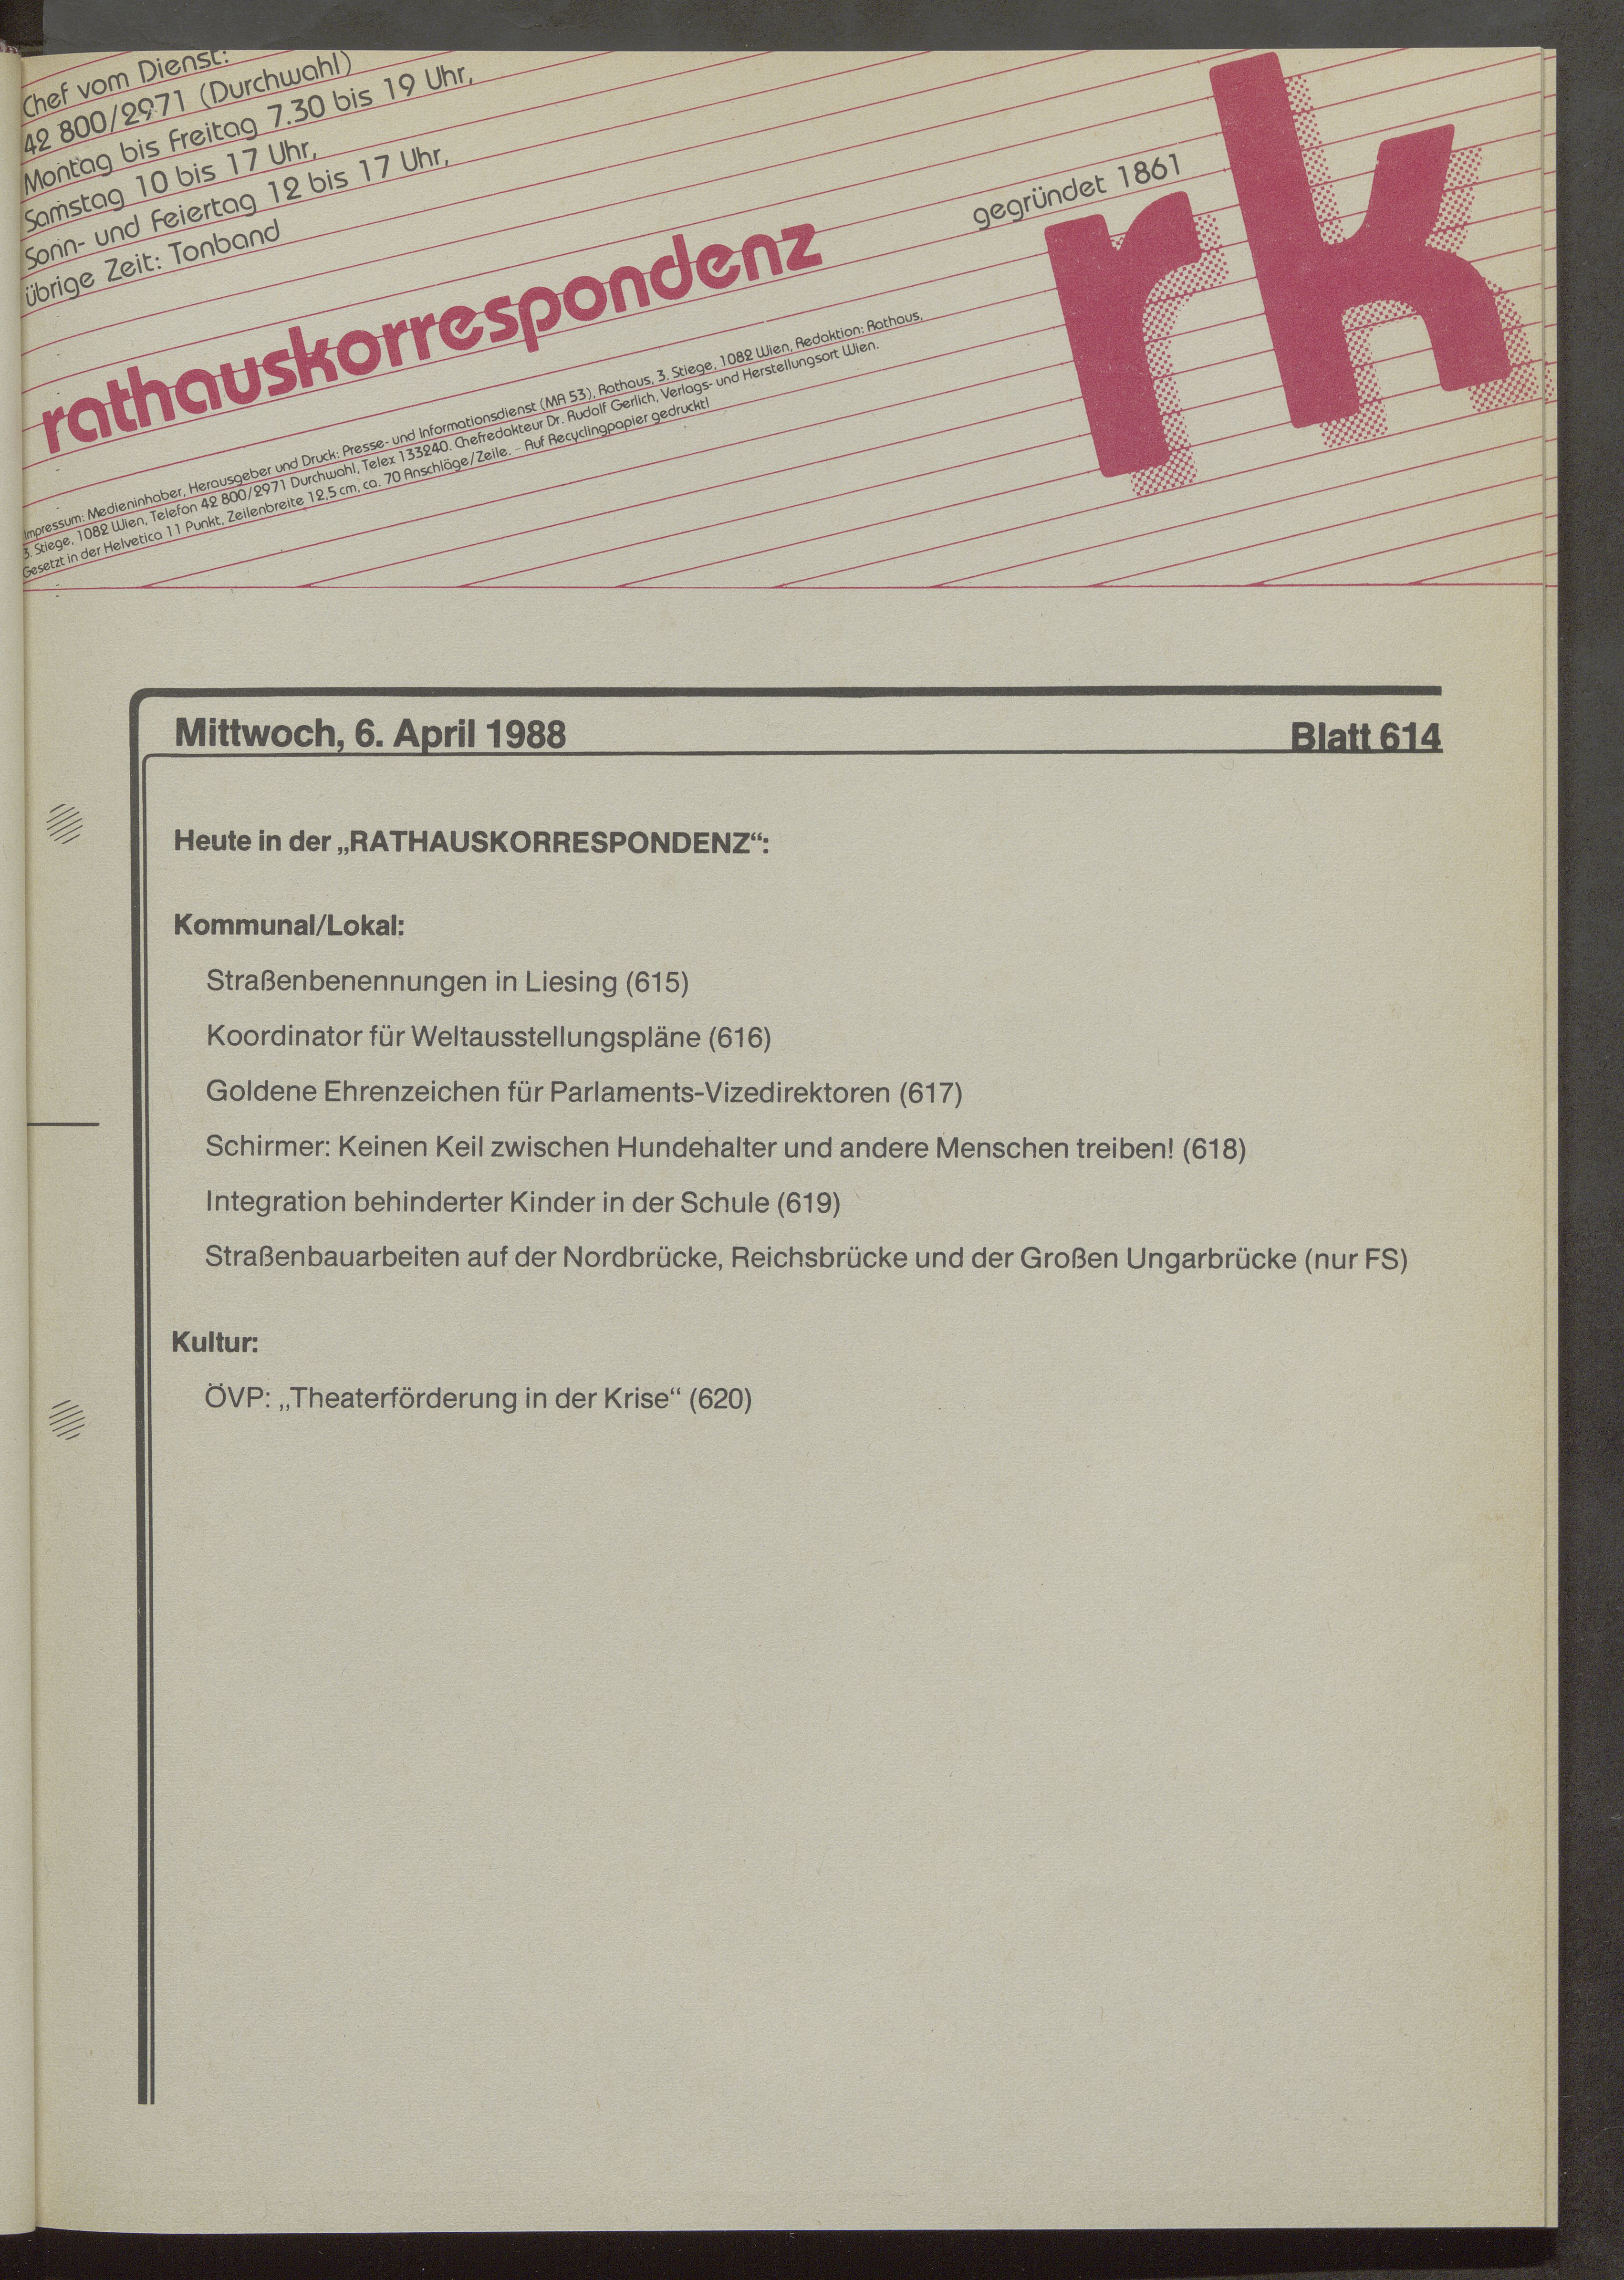 Chef vom Dienst:
42 800/2971 (Durchwahl)
Montag bis Freitag 7.30 bis 19 Uhr,
Samstag 10 bis 17 Uhr,
Sonn- und Feiertag 12 bis 17 Uhr,
übrige Zeit: Tonband
gegründet 1861
rk
rathauskorrespondenz
Impressum: Medieninhaber, Herausgeber und Druck: Presse- und Informationsdienst (MA 53), Rathaus, 3. Stiege, 1082 Wien, Redaktion: Rathaus,
3. Stiege, 1082 Wien, Telefon 42 800/2971 Durchwahl, Telex 133240. Chefredakteur Dr. Rudolf Gerlich, Verlags- und Herstellungsort Wien.
Gesetzt in der Helvetica 11 Punkt, Zeilenbreite 12,5 cm, ca. 70 Anschläge/Zeile. – Auf Recyclingpapier gedruckt!
Mittwoch, 6. April 1988 Blatt 614
Heute in der „RATHAUSKORRESPONDENZ“:
Kommunal/Lokal:
Straßenbenennungen in Liesing (615)
Koordinator für Weltausstellungspläne (616)
Goldene Ehrenzeichen für Parlaments-Vizedirektoren (617)
Schirmer: Keinen Keil zwischen Hundehalter und andere Menschen treiben! (618)
Integration behinderter Kinder in der Schule (619)
Straßenbauarbeiten auf der Nordbrücke, Reichsbrücke und der Großen Ungarbrücke (nur FS)
Kultur:
ÖVP: „Theaterförderung in der Krise“ (620)